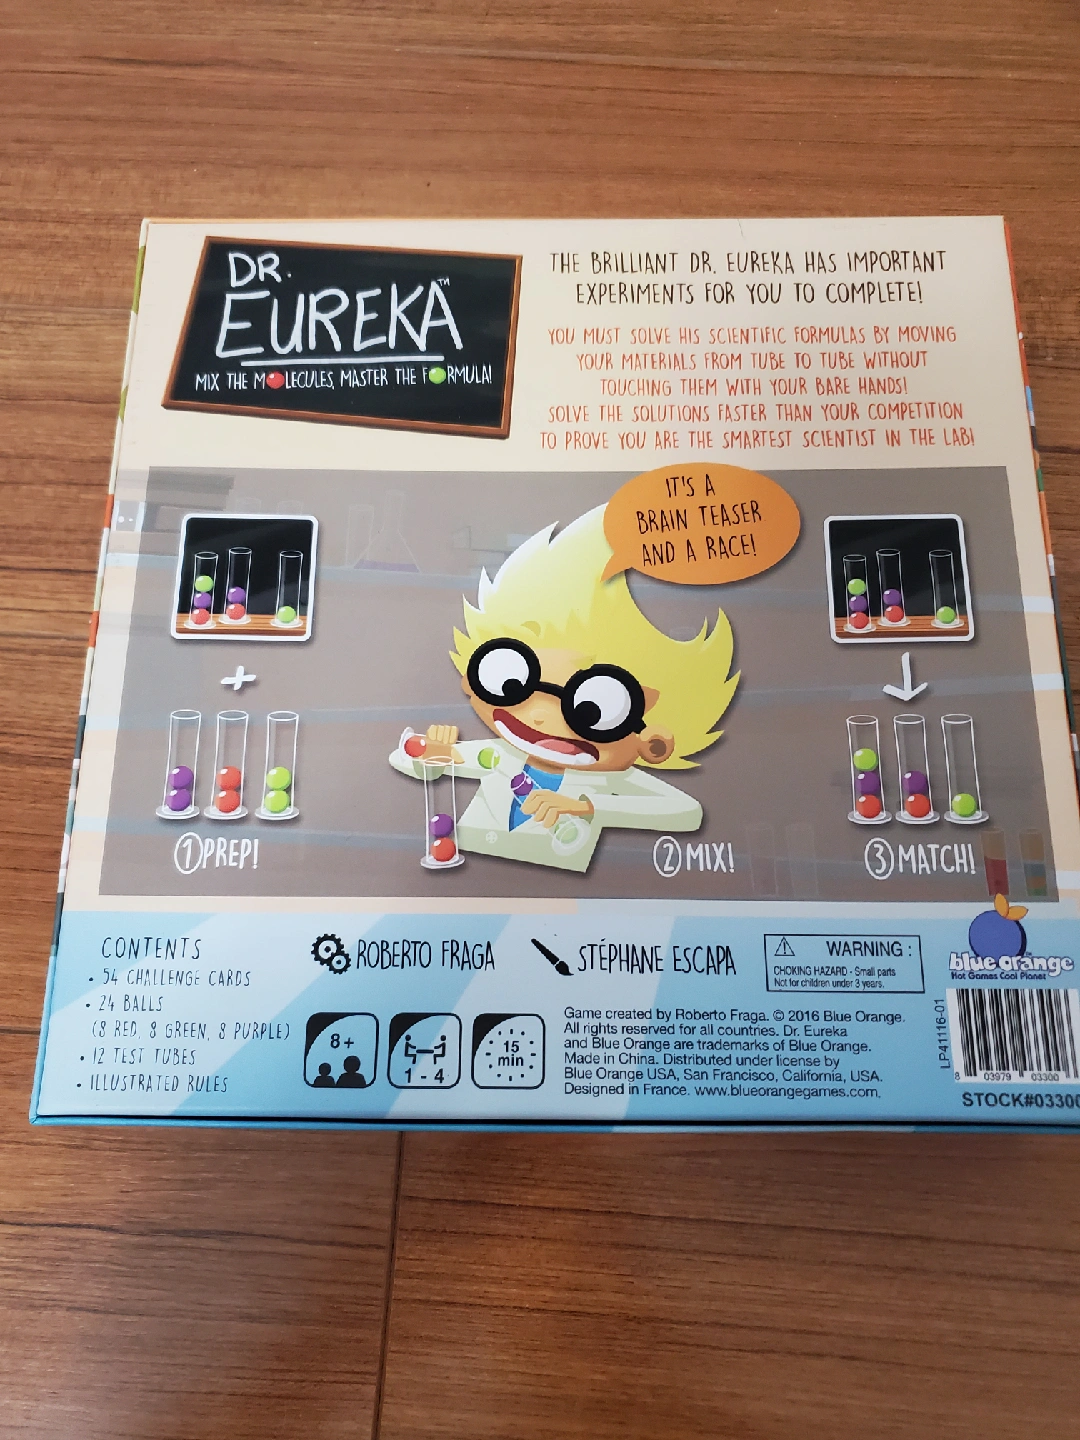 DR.
EUREKA™
MIX THE MOLECULES, MASTER THE FORMULA!
THE BRILLIANT DR. EUREKA HAS IMPORTANT
EXPERIMENTS FOR YOU TO COMPLETE!
YOU MUST SOLVE HIS SCIENTIFIC FORMULAS BY MOVING
YOUR MATERIALS FROM TUBE TO TUBE WITHOUT
TOUCHING THEM WITH YOUR BARE HANDS!
SOLVE THE SOLUTIONS FASTER THAN YOUR COMPETITION
TO PROVE YOU ARE THE SMARTEST SCIENTIST IN THE LAB!
IT'S A
BRAIN TEASER
AND A RACE!
+
1 PREP!
2 MIX!
3 MATCH!
CONTENTS
• 54 CHALLENGE CARDS
• 24 BALLS
(8 RED, 8 GREEN, 8 PURPLE)
• 12 TEST TUBES
• ILLUSTRATED RULES
ROBERTO FRAGA
STÉPHANE ESCAPA
WARNING :
CHOKING HAZARD - Small parts
Not for children under 3 years.
blue orange™
Hot Games Cool Planet
8+
1 - 4
15
min
Game created by Roberto Fraga. © 2016 Blue Orange.
All rights reserved for all countries. Dr. Eureka
and Blue Orange are trademarks of Blue Orange.
Made in China. Distributed under license by
Blue Orange USA, San Francisco, California, USA.
Designed in France. www.blueorangegames.com.
LP41116-01
8 03979 03300
STOCK#03300